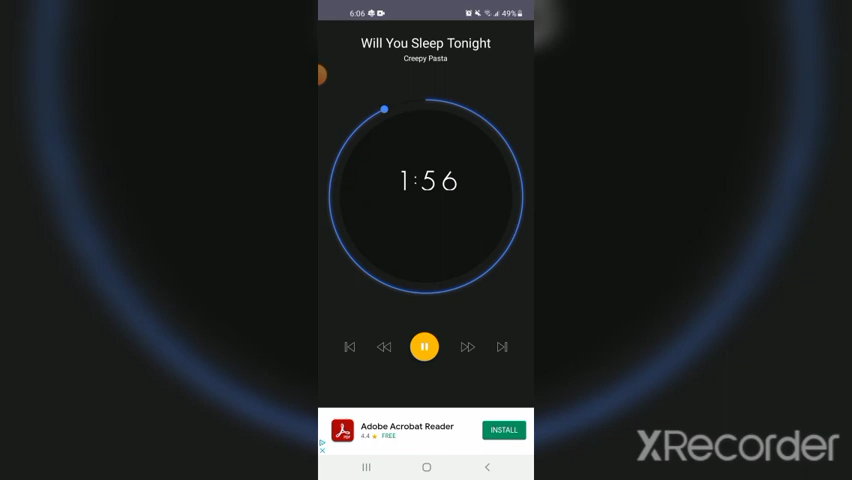 6:06
49%
Will You Sleep Tonight
Creepy Pasta
1:56
Adobe Acrobat Reader
4.4 ★ FREE
INSTALL
XRecorder